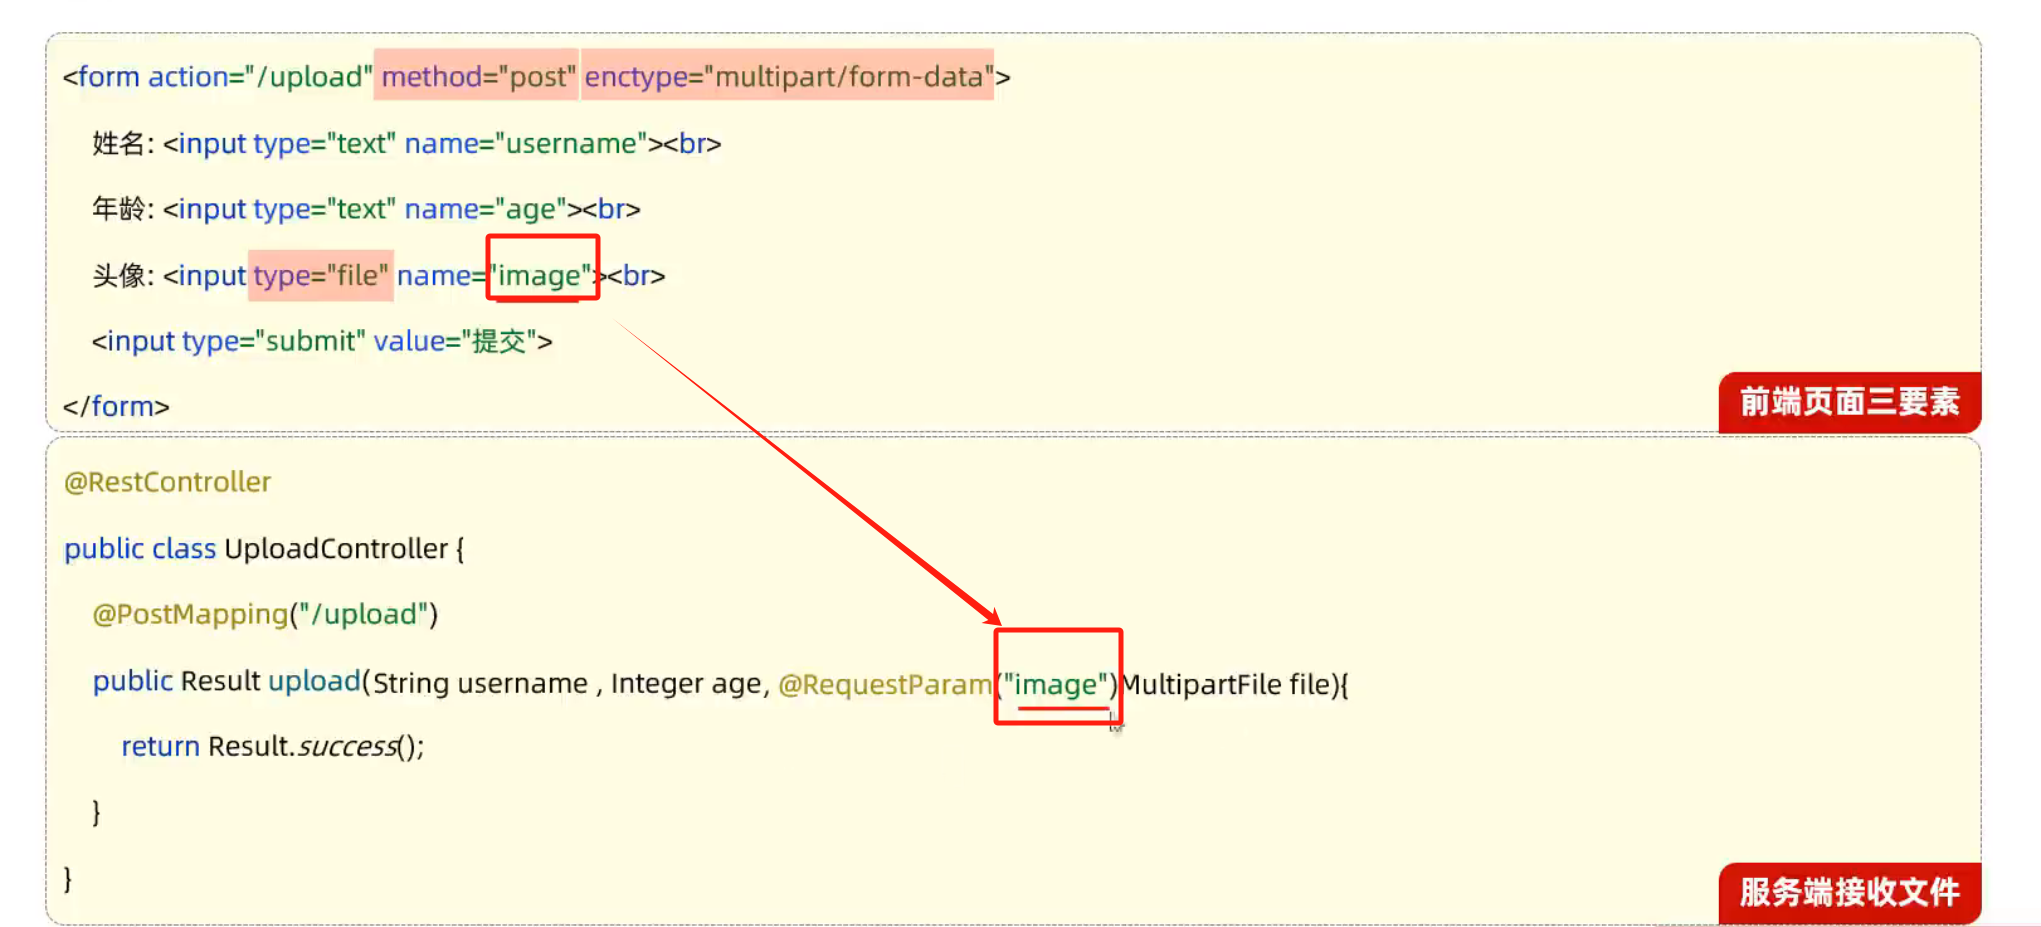 <form action="/upload" method="post" enctype="multipart/form-data">
姓名: <input type="text" name="username"><br>
年龄: <input type="text" name="age"><br>
头像: <input type="file" name="image"><br>
<input type="submit" value="提交">
</form>
前端页面三要素
@RestController
public class UploadController {
@PostMapping("/upload")
public Result upload(String username , Integer age, @RequestParam("image")MultipartFile file){
return Result.success();
}
}
服务端接收文件